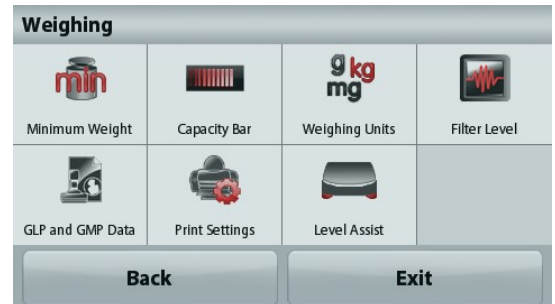 Weighing
min
g kg
mg
Minimum Weight
Capacity Bar
Weighing Units
Filter Level
GLP and GMP Data
Print Settings
Level Assist
Back
Exit